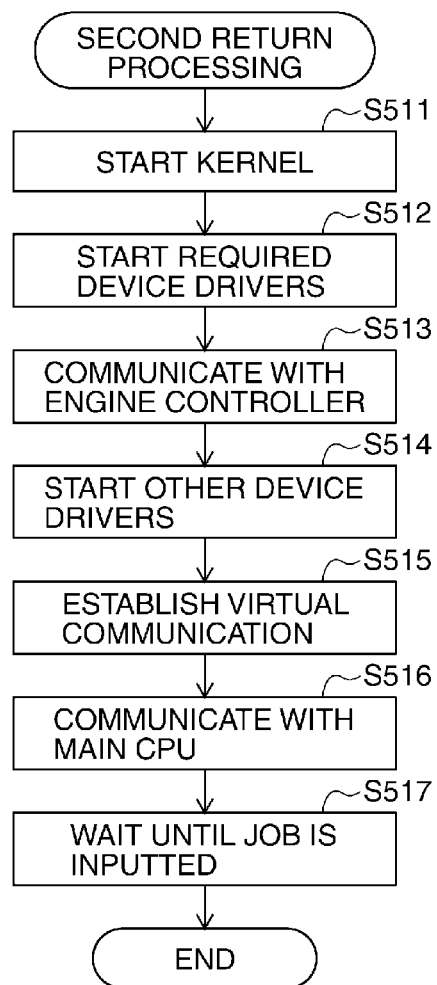 SECOND RETURN
PROCESSING
S511
START KERNEL
S512
START REQUIRED
DEVICE DRIVERS
S513
COMMUNICATE WITH
ENGINE CONTROLLER
S514
START OTHER DEVICE
DRIVERS
S515
ESTABLISH VIRTUAL
COMMUNICATION
S516
COMMUNICATE WITH
MAIN CPU
S517
WAIT UNTIL JOB IS
INPUTTED
END